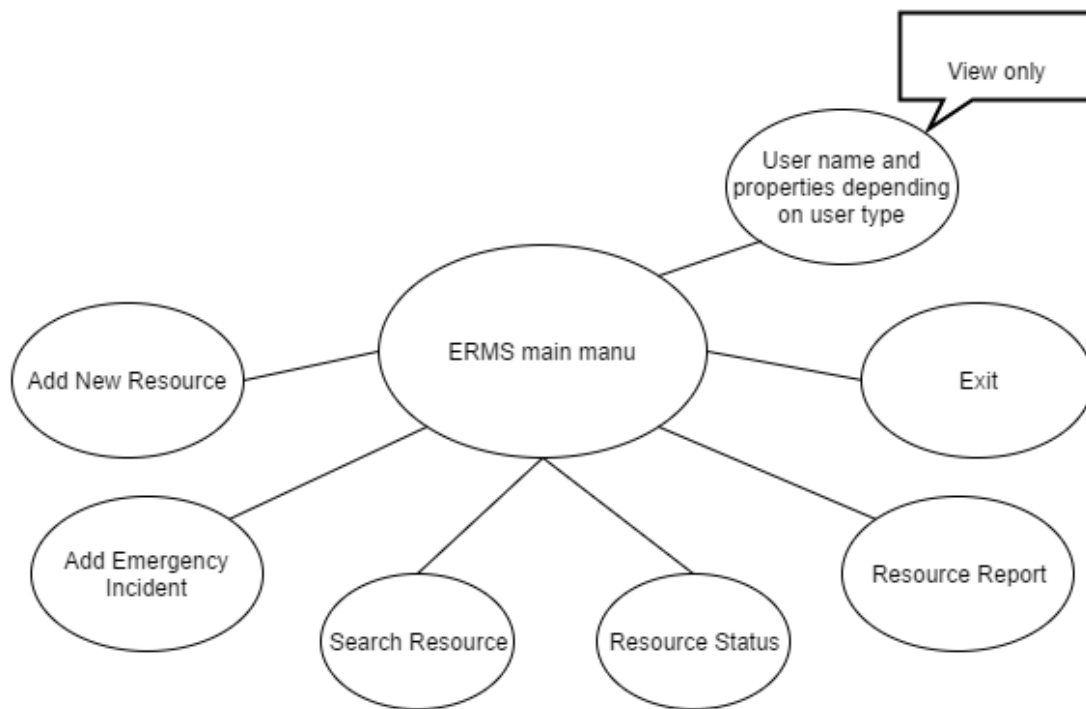 View only
User name and
properties depending
on user type
ERMS main manu
Add New Resource
Exit
Add Emergency
Incident
Resource Report
Search Resource
Resource Status